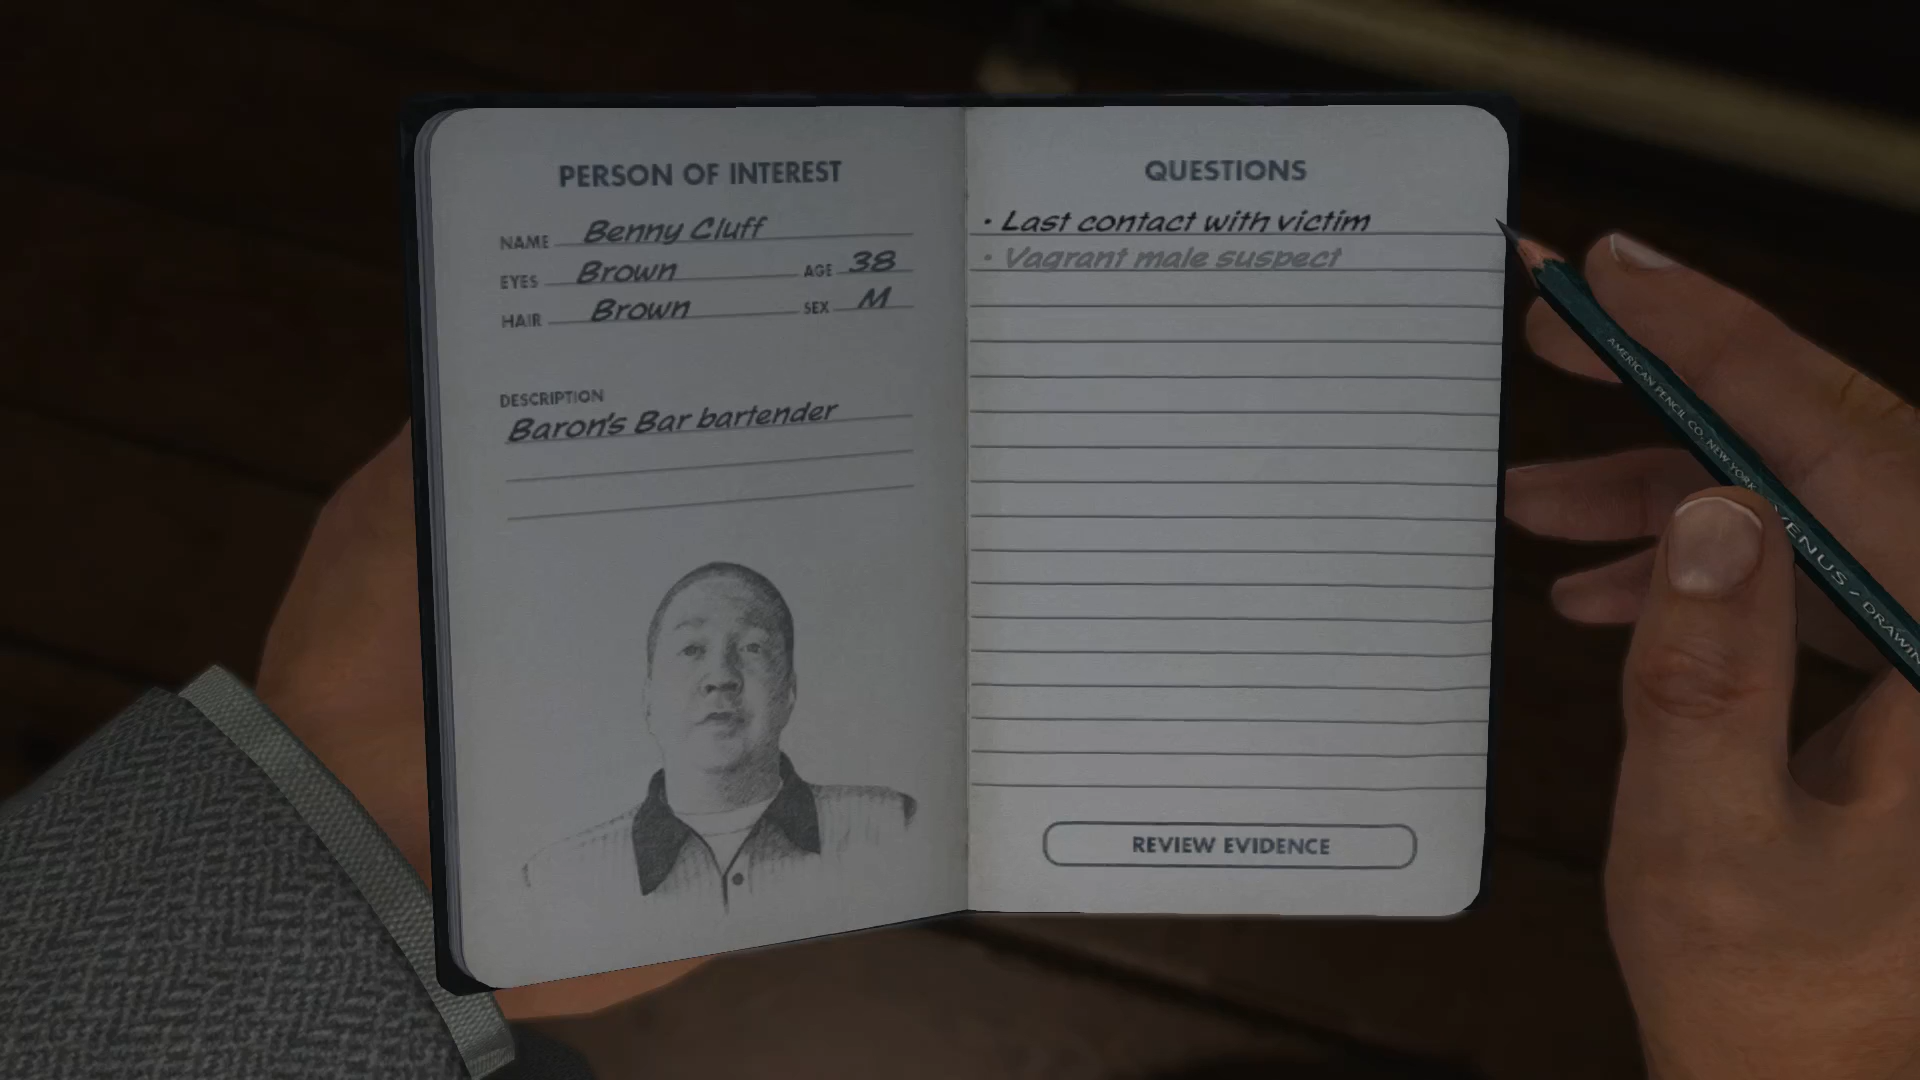 PERSON OF INTEREST
NAME Benny Cluff
EYES Brown AGE 38
HAIR Brown SEX M
DESCRIPTION
Baron's Bar bartender
QUESTIONS
• Last contact with victim
• Vagrant male suspect
REVIEW EVIDENCE
AMERICAN PENCIL CO. NEW YORK VENUS / DRAWIN